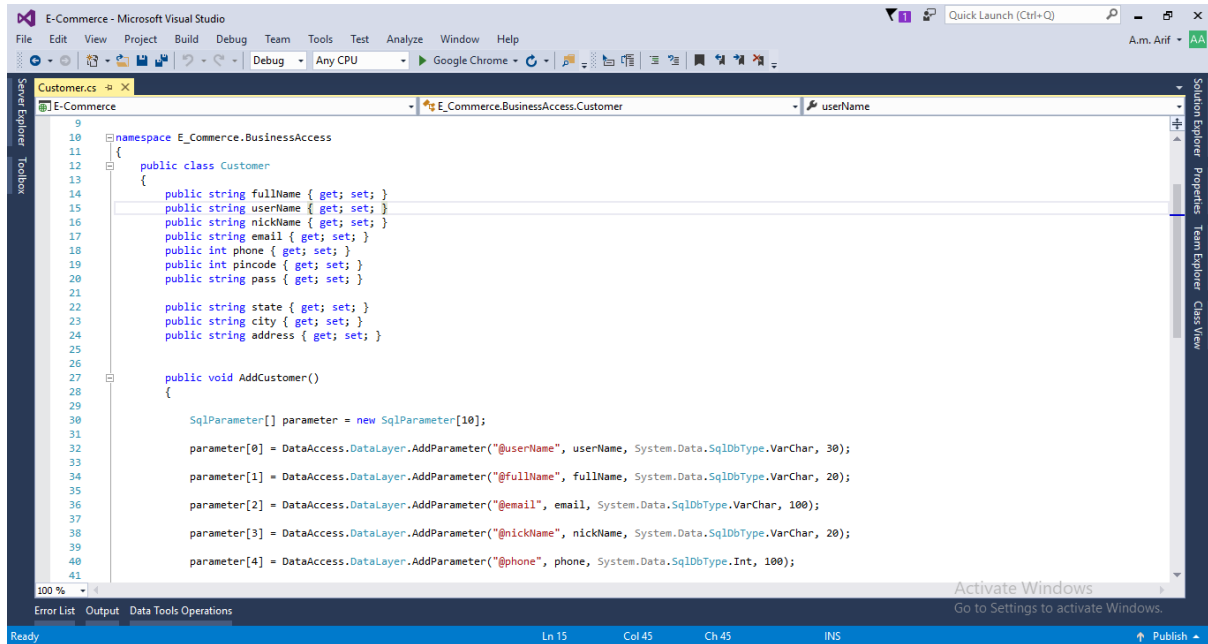 E-Commerce - Microsoft Visual Studio
1
Quick Launch (Ctrl+Q)
File Edit View Project Build Debug Team Tools Test Analyze Window Help
A.m. Arif AA
Debug Any CPU Google Chrome
Server Explorer
Toolbox
Customer.cs
E-Commerce E_Commerce.BusinessAccess.Customer userName
9
10 namespace E_Commerce.BusinessAccess
11 {
12 public class Customer
13 {
14 public string fullName { get; set; }
15 public string userName { get; set; }
16 public string nickName { get; set; }
17 public string email { get; set; }
18 public int phone { get; set; }
19 public int pincode { get; set; }
20 public string pass { get; set; }
21
22 public string state { get; set; }
23 public string city { get; set; }
24 public string address { get; set; }
25
26
27 public void AddCustomer()
28 {
29
30 SqlParameter[] parameter = new SqlParameter[10];
31
32 parameter[0] = DataAccess.DataLayer.AddParameter("@userName", userName, System.Data.SqlDbType.VarChar, 30);
33
34 parameter[1] = DataAccess.DataLayer.AddParameter("@fullName", fullName, System.Data.SqlDbType.VarChar, 20);
35
36 parameter[2] = DataAccess.DataLayer.AddParameter("@email", email, System.Data.SqlDbType.VarChar, 100);
37
38 parameter[3] = DataAccess.DataLayer.AddParameter("@nickName", nickName, System.Data.SqlDbType.VarChar, 20);
39
40 parameter[4] = DataAccess.DataLayer.AddParameter("@phone", phone, System.Data.SqlDbType.Int, 100);
41
Solution Explorer
Properties
Team Explorer
Class View
100 %
Activate Windows
Go to Settings to activate Windows.
Error List Output Data Tools Operations
Ready Ln 15 Col 45 Ch 45 INS Publish